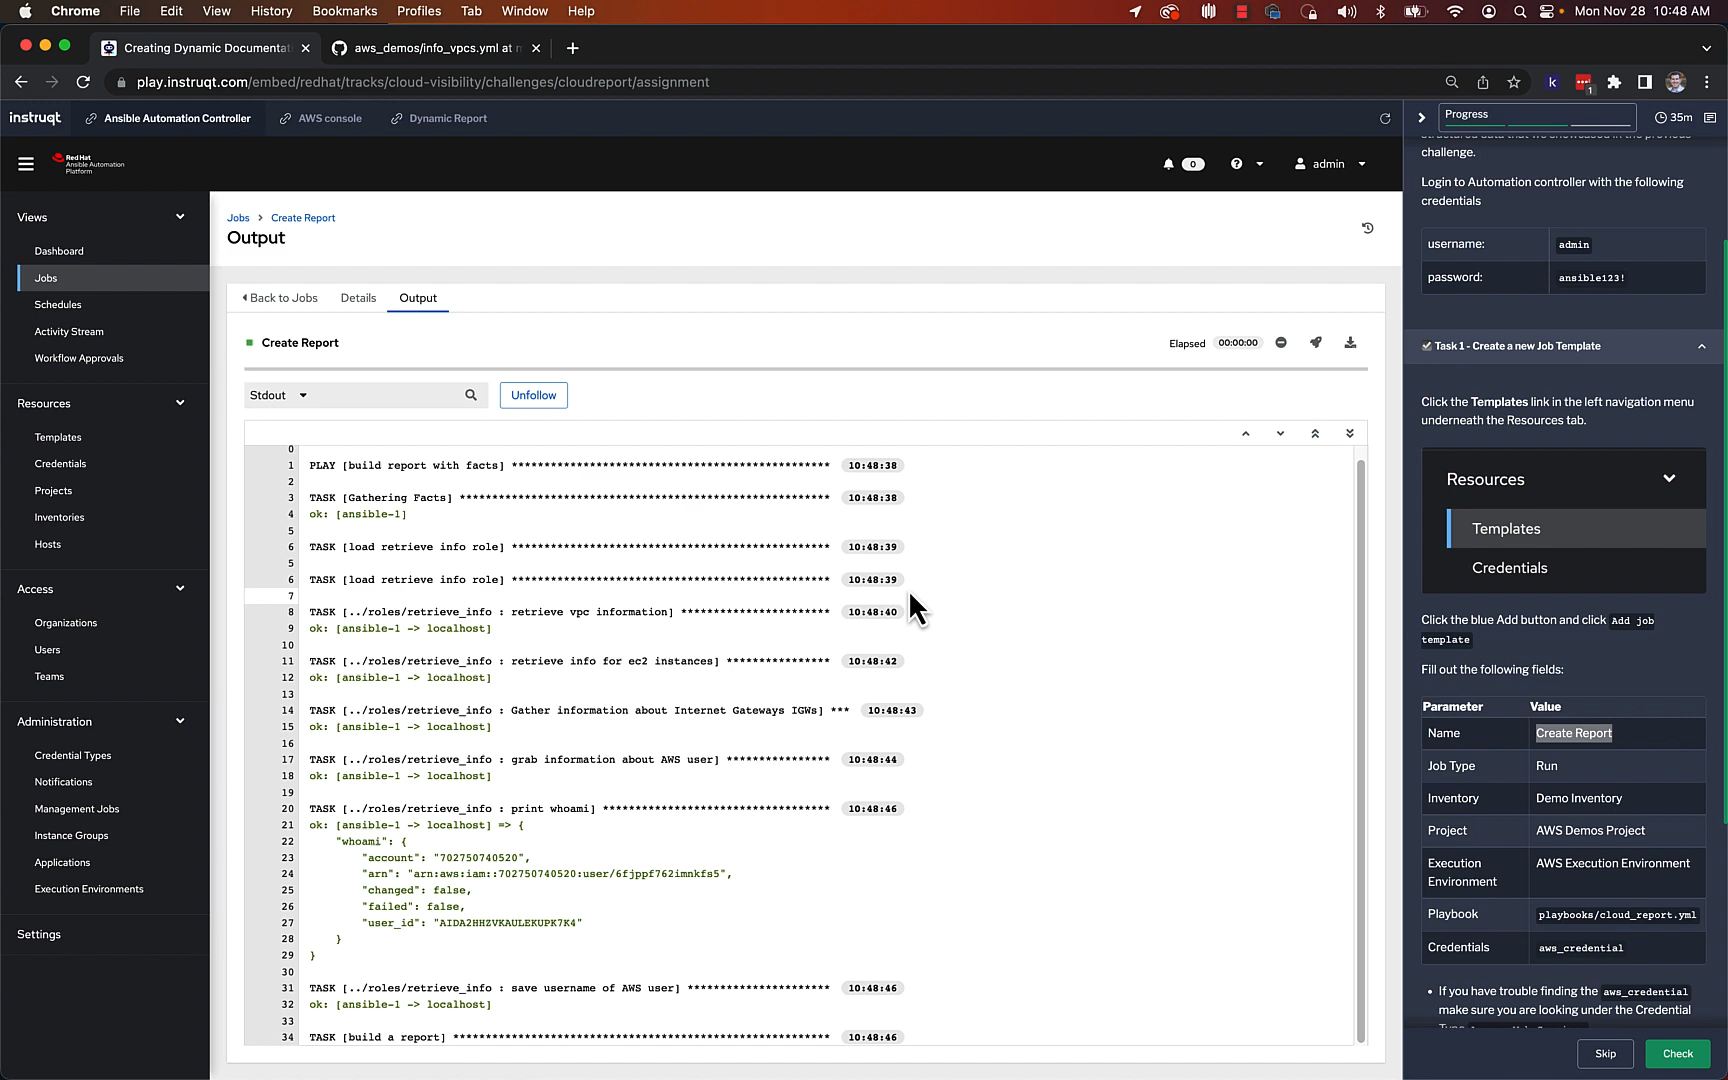 Chrome File Edit View History Bookmarks Profiles Tab Window Help Mon Nov 28 10:48 AM
Creating Dynamic Documentat aws_demos/info_vpcs.yml at
play.instruqt.com/embed/redhat/tracks/cloud-visibility/challenges/cloudreport/assignment
1
instruqt Ansible Automation Controller AWS console Dynamic Report
Progress
35m
Red Hat
Ansible Automation
Platform
0 admin
Views
Dashboard
Jobs
Schedules
Activity Stream
Workflow Approvals
Resources
Templates
Credentials
Projects
Inventories
Hosts
Access
Organizations
Users
Teams
Administration
Credential Types
Notifications
Management Jobs
Instance Groups
Applications
Execution Environments
Settings
Jobs > Create Report
Output
Back to Jobs Details Output
Create Report
Elapsed 00:00:00
Stdout Unfollow
0
1 PLAY [build report with facts] ************************************************* 10:48:38
2
3 TASK [Gathering Facts] ********************************************************* 10:48:38
4 ok: [ansible-1]
5
6 TASK [load retrieve info role] ************************************************* 10:48:39
5
6 TASK [load retrieve info role] ************************************************* 10:48:39
7
8 TASK [../roles/retrieve_info : retrieve vpc information] *********************** 10:48:40
9 ok: [ansible-1 -> localhost]
10
11 TASK [../roles/retrieve_info : retrieve info for ec2 instances] **************** 10:48:42
12 ok: [ansible-1 -> localhost]
13
14 TASK [../roles/retrieve_info : Gather information about Internet Gateways IGWs] *** 10:48:43
15 ok: [ansible-1 -> localhost]
16
17 TASK [../roles/retrieve_info : grab information about AWS user] **************** 10:48:44
18 ok: [ansible-1 -> localhost]
19
20 TASK [../roles/retrieve_info : print whoami] *********************************** 10:48:46
21 ok: [ansible-1 -> localhost] => {
22 "whoami": {
23 "account": "702750740520",
24 "arn": "arn:aws:iam::702750740520:user/6fjppf762imnkfs5",
25 "changed": false,
26 "failed": false,
27 "user_id": "AIDA2HHZVKAULEKUPK7K4"
28 }
29 }
30
31 TASK [../roles/retrieve_info : save username of AWS user] ********************** 10:48:46
32 ok: [ansible-1 -> localhost]
33
34 TASK [build a report] ********************************************************** 10:48:46
structured data that we showcased in the previous
challenge.
Login to Automation controller with the following
credentials
username: admin
password: ansible123!
Task 1 - Create a new Job Template
Click the Templates link in the left navigation menu
underneath the Resources tab.
Resources
Templates
Credentials
Click the blue Add button and click Add job
template
Fill out the following fields:
Parameter Value
Name Create Report
Job Type Run
Inventory Demo Inventory
Project AWS Demos Project
Execution
Environment AWS Execution Environment
Playbook playbooks/cloud_report.yml
Credentials aws_credential
• If you have trouble finding the aws_credential
make sure you are looking under the Credential
Skip Check